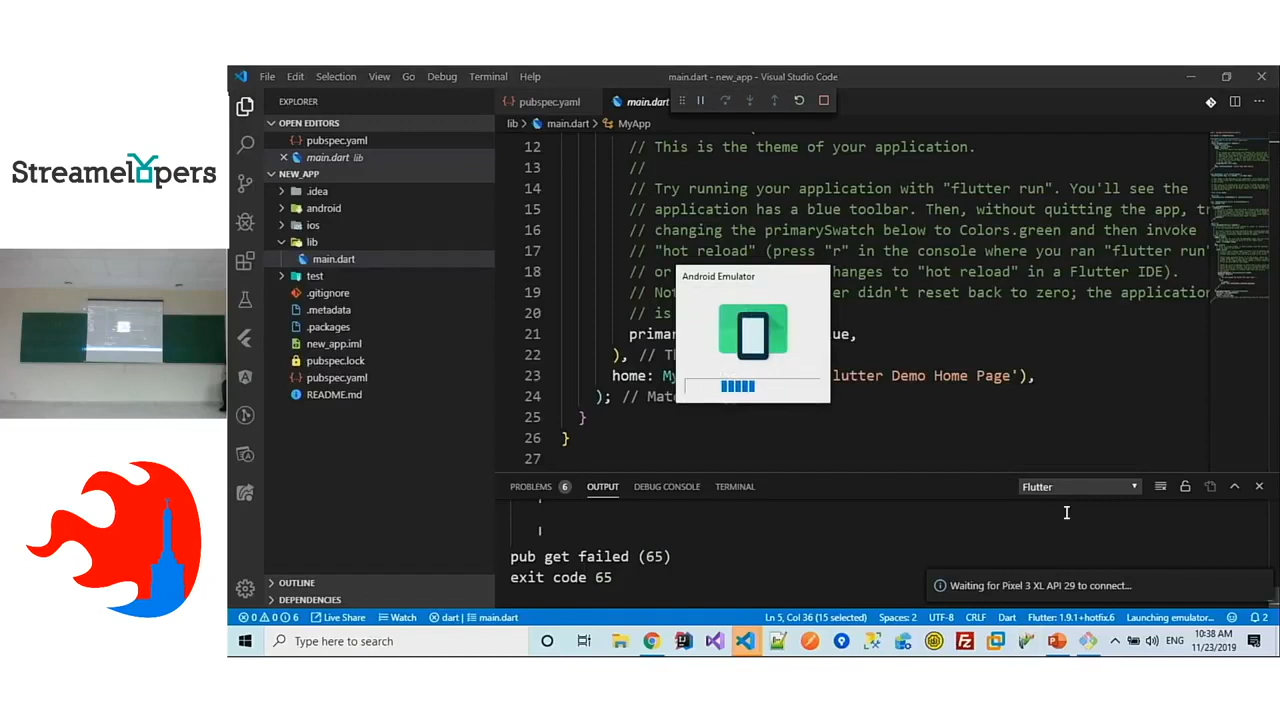 Streamelopers
File Edit Selection View Go Debug Terminal Help
main.dart - new_app - Visual Studio Code
EXPLORER
OPEN EDITORS
pubspec.yaml
main.dart lib
NEW_APP
.idea
android
ios
lib
main.dart
test
.gitignore
.metadata
.packages
new_app.iml
pubspec.lock
pubspec.yaml
README.md
OUTLINE
DEPENDENCIES
pubspec.yaml
main.dart
lib > main.dart > MyApp
12 // This is the theme of your application.
13 //
14 // Try running your application with "flutter run". You'll see the
15 // application has a blue toolbar. Then, without quitting the app, tr
16 // changing the primarySwatch below to Colors.green and then invoke
17 // "hot reload" (press "r" in the console where you ran "flutter run"
18 // or hanges to "hot reload" in a Flutter IDE).
19 // No er didn't reset back to zero; the application
20 // is
21 prima ue,
22 ), // T
23 home: My lutter Demo Home Page'),
24 ); // Mat
25 }
26 }
27
Android Emulator
PROBLEMS 6 OUTPUT DEBUG CONSOLE TERMINAL
Flutter
pub get failed (65)
exit code 65
Waiting for Pixel 3 XL API 29 to connect...
0 0 6 Live Share Watch dart | main.dart Ln 5, Col 36 (15 selected) Spaces: 2 UTF-8 CRLF Dart Flutter: 1.9.1+hotfix.6 Launching emulator... 2
Type here to search
ENG
10:38 AM
11/23/2019